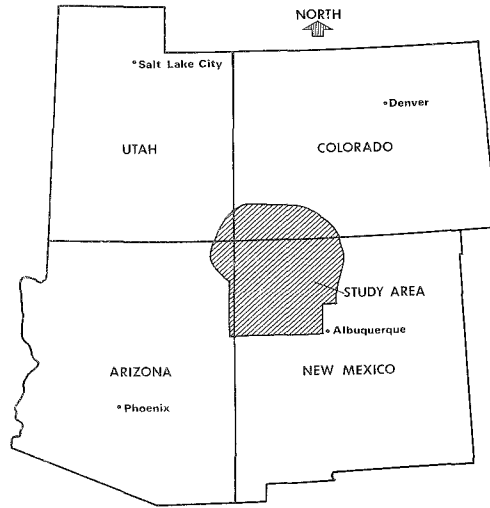 NORTH
Salt Lake City
Denver
UTAH
COLORADO
STUDY AREA
Albuquerque
ARIZONA
NEW MEXICO
Phoenix